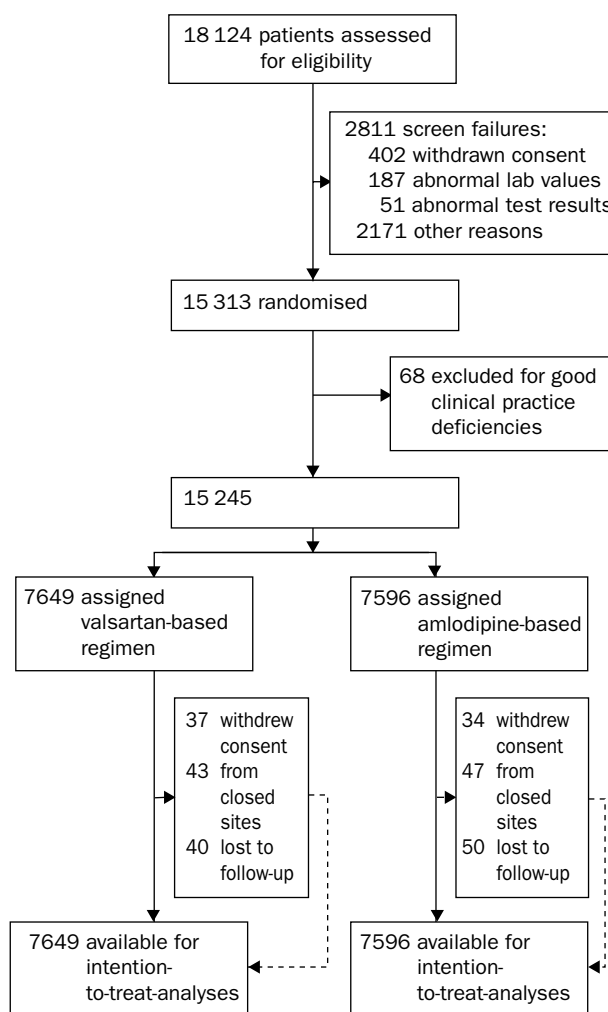 18 124 patients assessed
for eligibility
2811 screen failures:
402 withdrawn consent
187 abnormal lab values
51 abnormal test results
2171 other reasons
15 313 randomised
68 excluded for good
clinical practice
deficiencies
15 245
7649 assigned
valsartan-based
regimen
7596 assigned
amlodipine-based
regimen
37 withdrew
consent
43 from
closed
sites
40 lost to
follow-up
34 withdrew
consent
47 from
closed
sites
50 lost to
follow-up
7649 available for
intention-
to-treat-analyses
7596 available for
intention-
to-treat-analyses